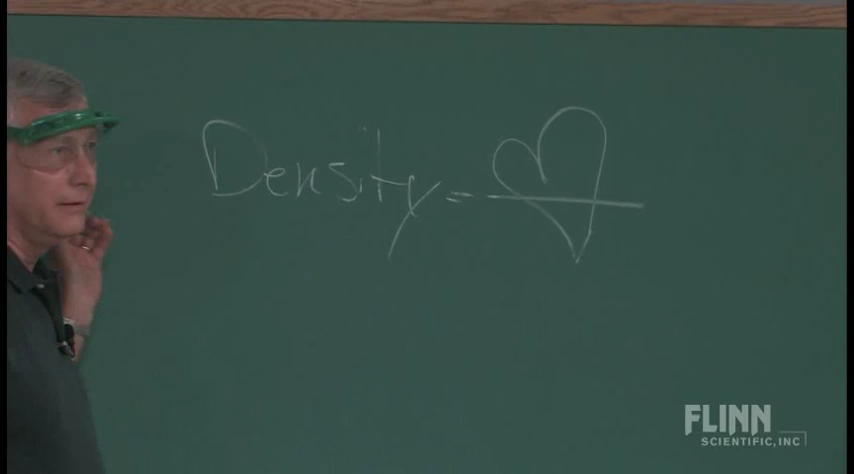 Density = ♡
FLINN
SCIENTIFIC, INC